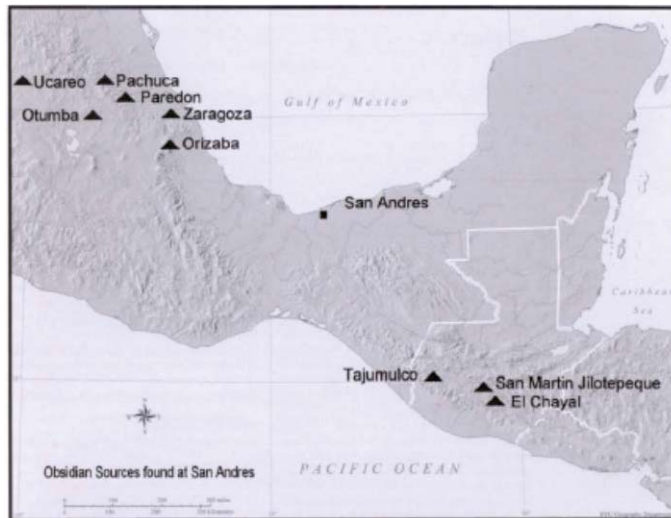 Ucareo
Pachuca
Paredon
Otumba
Zaragoza
Orizaba
Gulf of Mexico
San Andres
Caribbean
Sea
Tajumulco
San Martin Jilotepeque
El Chayal
Obsidian Sources found at San Andres
PACIFIC OCEAN